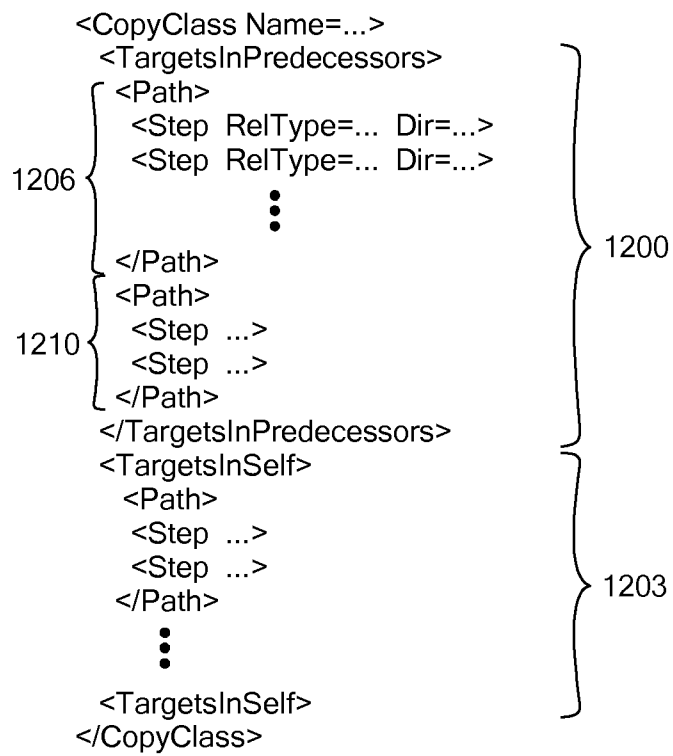 <CopyClass Name=...>
<TargetsInPredecessors>
<Path>
<Step RelType=... Dir=...>
<Step RelType=... Dir=...>
1206
1200
</Path>
<Path>
<Step ...>
1210
<Step ...>
</Path>
</TargetsInPredecessors>
<TargetsInSelf>
<Path>
<Step ...>
<Step ...>
1203
</Path>
<TargetsInSelf>
</CopyClass>